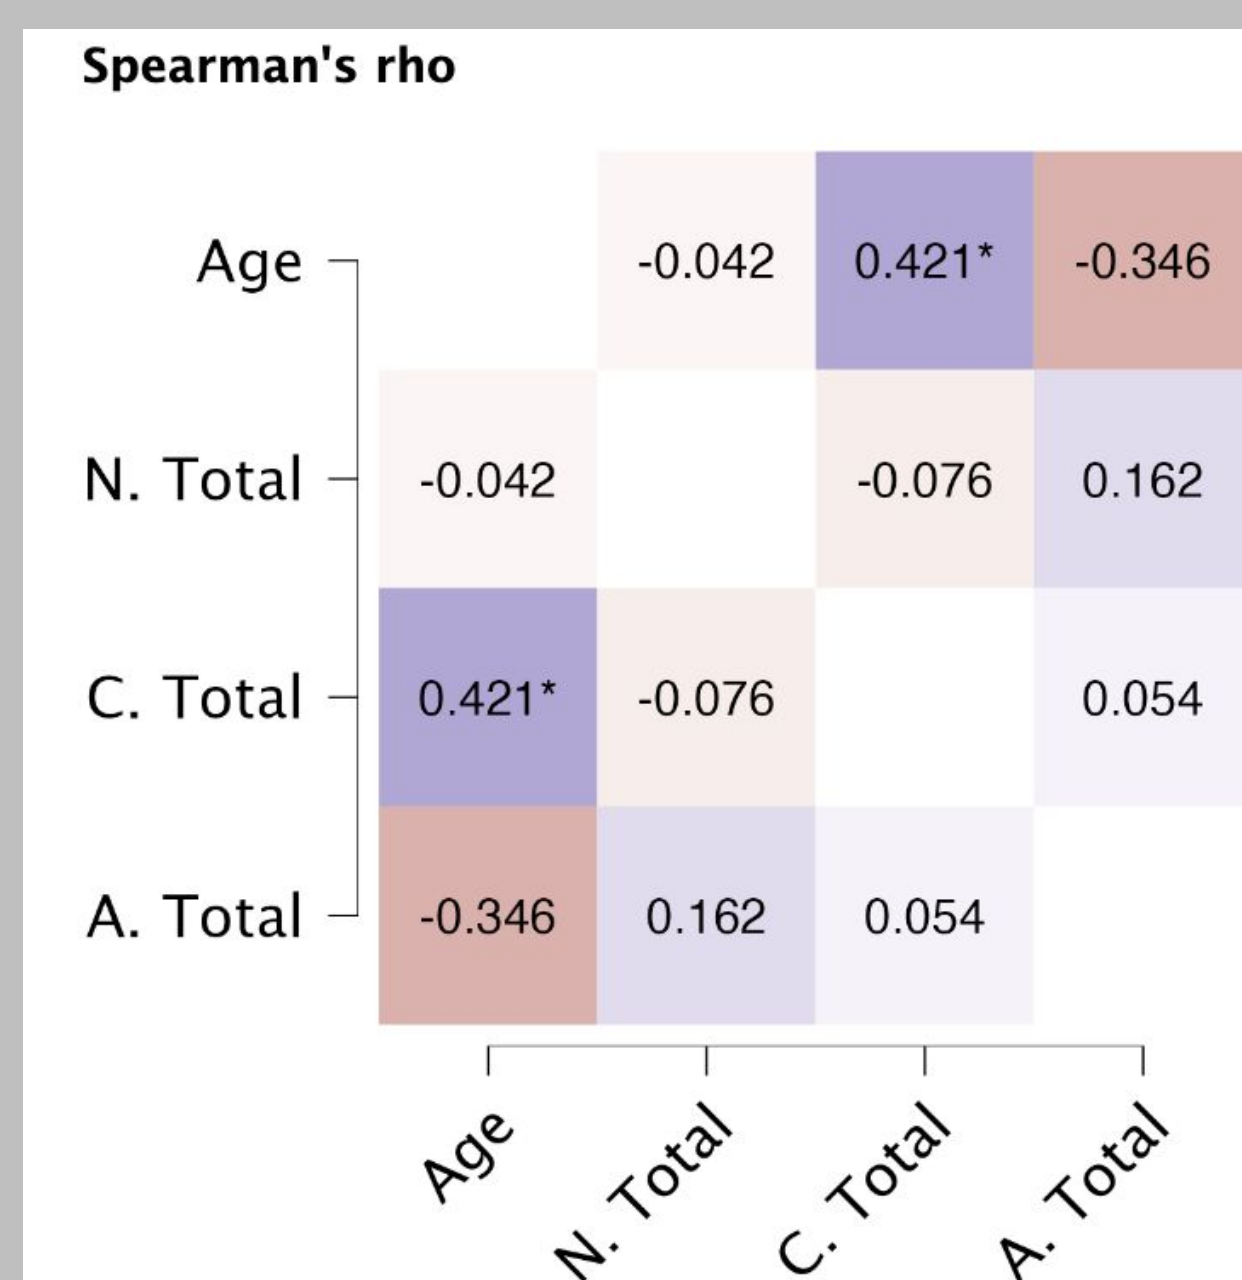 Spearman's rho
Age -0.042 0.421* -0.346
N. Total -0.042 -0.076 0.162
C. Total 0.421* -0.076 0.054
A. Total -0.346 0.162 0.054
Age N. Total C. Total A. Total